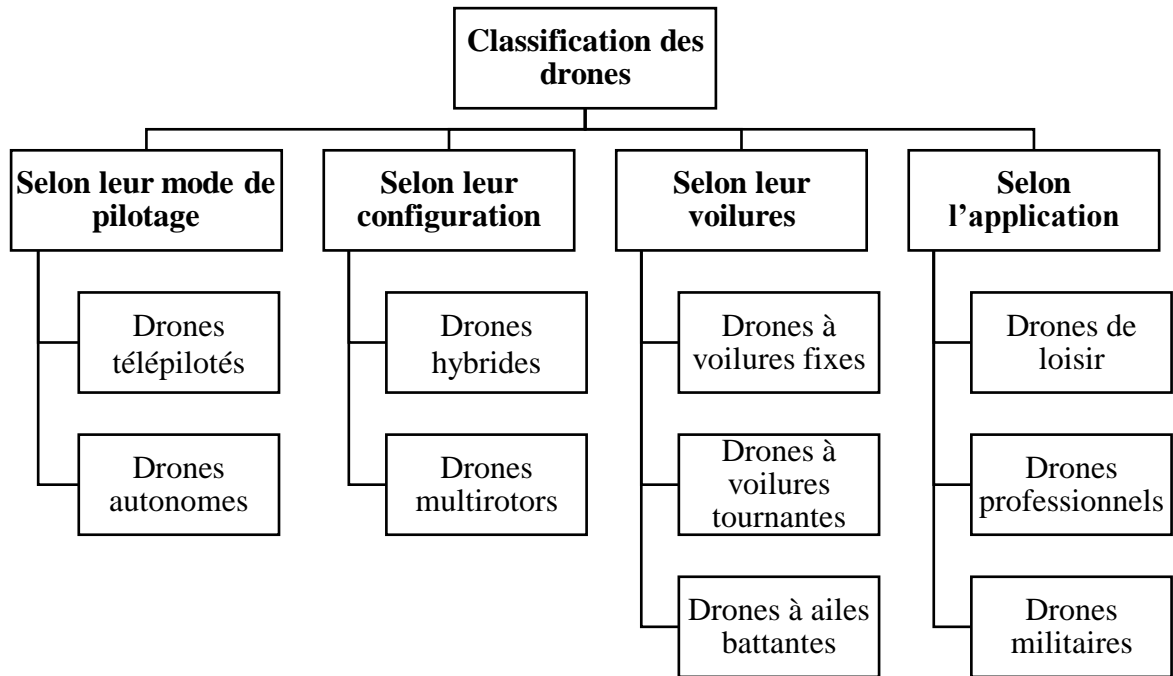 Classification des
drones
Selon leur mode de
pilotage
Drones
télépilotés
Drones
autonomes
Selon leur
configuration
Drones
hybrides
Drones
multirotors
Selon leur
voilures
Drones à
voilures fixes
Drones à
voilures
tournantes
Drones à ailes
battantes
Selon
l’application
Drones de
loisir
Drones
professionnels
Drones
militaires